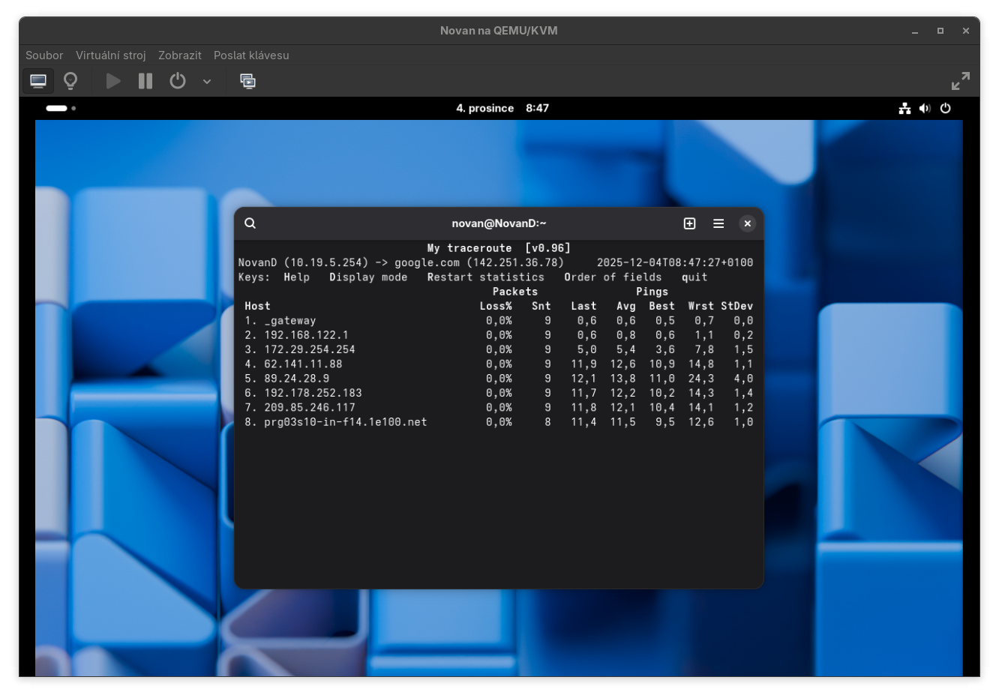 Novan na QEMU/KVM
Soubor Virtuální stroj Zobrazit Poslat klávesu
4. prosince 8:47
novan@NovanD:~
My traceroute [v0.96]
NovanD (10.19.5.254) -> google.com (142.251.36.78) 2025-12-04T08:47:27+0100
Keys: Help Display mode Restart statistics Order of fields quit
Packets Pings
Host Loss% Snt Last Avg Best Wrst StDev
1. _gateway 0,0% 9 0,6 0,6 0,5 0,7 0,0
2. 192.168.122.1 0,0% 9 0,6 0,8 0,6 1,1 0,2
3. 172.29.254.254 0,0% 9 5,0 5,4 3,6 7,8 1,5
4. 62.141.11.88 0,0% 9 11,9 12,6 10,9 14,8 1,1
5. 89.24.28.9 0,0% 9 12,1 13,8 11,0 24,3 4,0
6. 192.178.252.183 0,0% 9 11,7 12,2 10,2 14,3 1,4
7. 209.85.246.117 0,0% 9 11,8 12,1 10,4 14,1 1,2
8. prg03s10-in-f14.1e100.net 0,0% 8 11,4 11,5 9,5 12,6 1,0